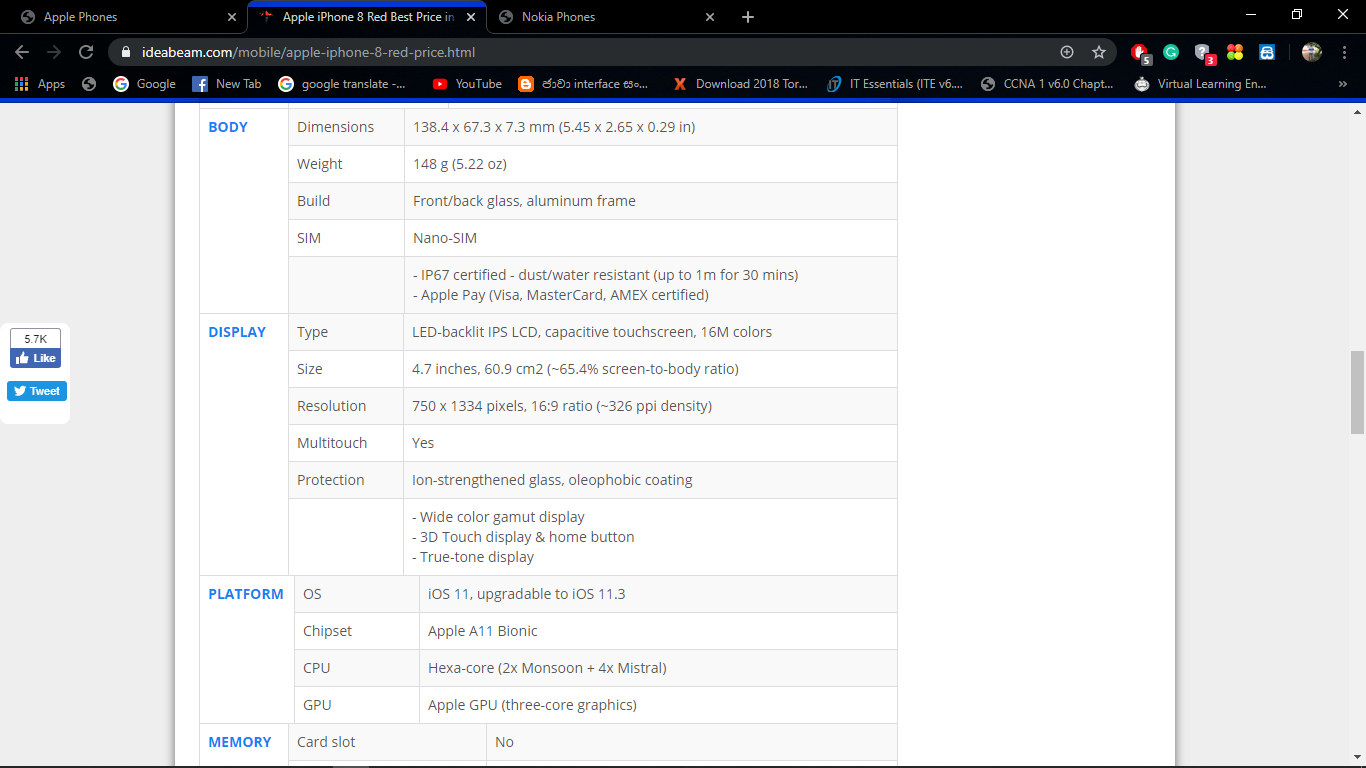 Apple Phones
Apple iPhone 8 Red Best Price in
Nokia Phones
ideabeam.com/mobile/apple-iphone-8-red-price.html
5
3
Apps
Google
New Tab
google translate -...
YouTube
ජාවා interface සං...
Download 2018 Tor...
IT Essentials (ITE v6....
CCNA 1 v6.0 Chapt...
Virtual Learning En...
»
BODY Dimensions 138.4 x 67.3 x 7.3 mm (5.45 x 2.65 x 0.29 in)
Weight 148 g (5.22 oz)
Build Front/back glass, aluminum frame
SIM Nano-SIM
- IP67 certified - dust/water resistant (up to 1m for 30 mins)
- Apple Pay (Visa, MasterCard, AMEX certified)
DISPLAY Type LED-backlit IPS LCD, capacitive touchscreen, 16M colors
5.7K
Like
Tweet
Size 4.7 inches, 60.9 cm2 (~65.4% screen-to-body ratio)
Resolution 750 x 1334 pixels, 16:9 ratio (~326 ppi density)
Multitouch Yes
Protection Ion-strengthened glass, oleophobic coating
- Wide color gamut display
- 3D Touch display & home button
- True-tone display
PLATFORM OS iOS 11, upgradable to iOS 11.3
Chipset Apple A11 Bionic
CPU Hexa-core (2x Monsoon + 4x Mistral)
GPU Apple GPU (three-core graphics)
MEMORY Card slot No